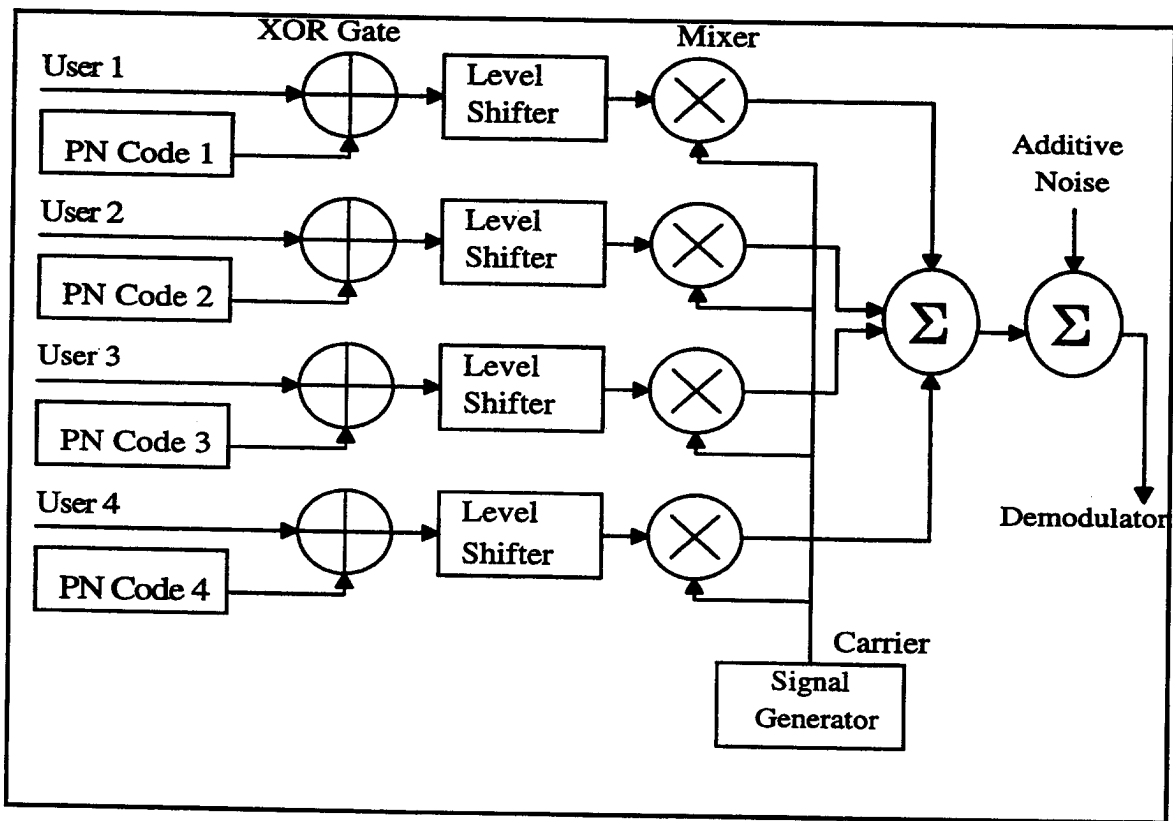 XOR Gate
Mixer
User 1
Level
Shifter
PN Code 1
Additive
Noise
User 2
Level
Shifter
PN Code 2
Σ
Σ
User 3
Level
Shifter
PN Code 3
User 4
Level
Shifter
Demodulator
PN Code 4
Carrier
Signal
Generator